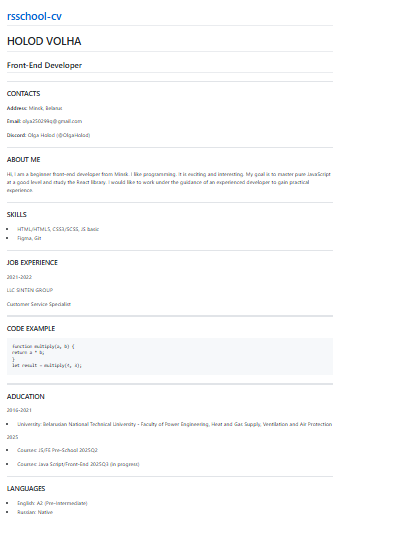 rsschool-cv
HOLOD VOLHA
Front-End Developer
CONTACTS
Address: Minsk, Belarus
Email: olya250299q@gmail.com
Discord: Olga Holod (@OlgaHolod)
ABOUT ME
Hi, I am a beginner front-end developer from Minsk. I like programming. It is exciting and interesting. My goal is to master pure JavaScript
at a good level and study the React library. I would like to work under the guidance of an experienced developer to gain practical
experience.
SKILLS
HTML/HTML5, CSS3/SCSS, JS basic
Figma, Git
JOB EXPERIENCE
2021-2022
LLC SINTEN GROUP
Customer Service Specialist
CODE EXAMPLE
function multiply(a, b) {
return a * b;
}
let result = multiply(4, 3);
ADUCATION
2016-2021
University: Belarusian National Technical University - Faculty of Power Engineering, Heat and Gas Supply, Ventilation and Air Protection
2025
Courses: JS/FE Pre-School 2025Q2
Courses: Java Script/Front-End 2025Q3 (in progress)
LANGUAGES
English: A2 (Pre-Intermediate)
Russian: Native